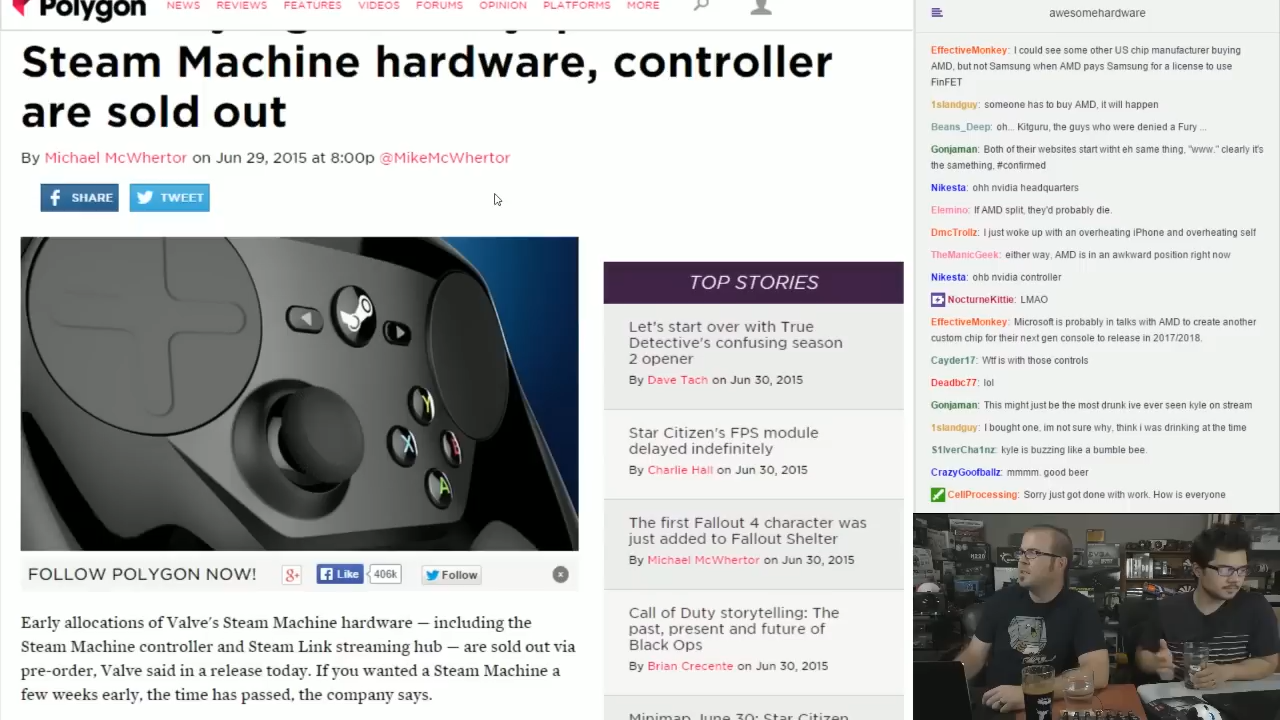 Polygon
NEWS REVIEWS FEATURES VIDEOS FORUMS OPINION PLATFORMS MORE
Steam Machine hardware, controller
are sold out
By Michael McWhertor on Jun 29, 2015 at 8:00p @MikeMcWhertor
SHARE
TWEET
Y
X
B
A
FOLLOW POLYGON NOW!
Like
406k
Follow
Early allocations of Valve's Steam Machine hardware — including the
Steam Machine controller and Steam Link streaming hub — are sold out via
pre-order, Valve said in a release today. If you wanted a Steam Machine a
few weeks early, the time has passed, the company says.
TOP STORIES
Let's start over with True
Detective's confusing season
2 opener
By Dave Tach on Jun 30, 2015
Star Citizen's FPS module
delayed indefinitely
By Charlie Hall on Jun 30, 2015
The first Fallout 4 character was
just added to Fallout Shelter
By Michael McWhertor on Jun 30, 2015
Call of Duty storytelling: The
past, present and future of
Black Ops
By Brian Crecente on Jun 30, 2015
Minimap June 30: Star Citizen
awesomehardware
EffectiveMonkey: I could see some other US chip manufacturer buying
AMD, but not Samsung when AMD pays Samsung for a license to use
FinFET
1slandguy: someone has to buy AMD, it will happen
Beans_Deep: oh... Kitguru, the guys who were denied a Fury ...
Gonjaman: Both of their websites start witht eh same thing, "www." clearly it's
the samething, #confirmed
Nikesta: ohh nvidia headquarters
Elemino: If AMD split, they'd probably die.
DmcTrollz: I just woke up with an overheating iPhone and overheating self
TheManicGeek: either way, AMD is in an awkward position right now
Nikesta: ohb nvidia controller
NocturneKittie: LMAO
EffectiveMonkey: Microsoft is probably in talks with AMD to create another
custom chip for their next gen console to release in 2017/2018.
Cayder17: Wtf is with those controls
Deadbc77: lol
Gonjaman: This might just be the most drunk ive ever seen kyle on stream
1slandguy: I bought one, im not sure why, think i was drinking at the time
S1lverCha1nz: kyle is buzzing like a bumble bee.
CrazyGoofballz: mmmm. good beer
CellProcessing: Sorry just got done with work. How is everyone